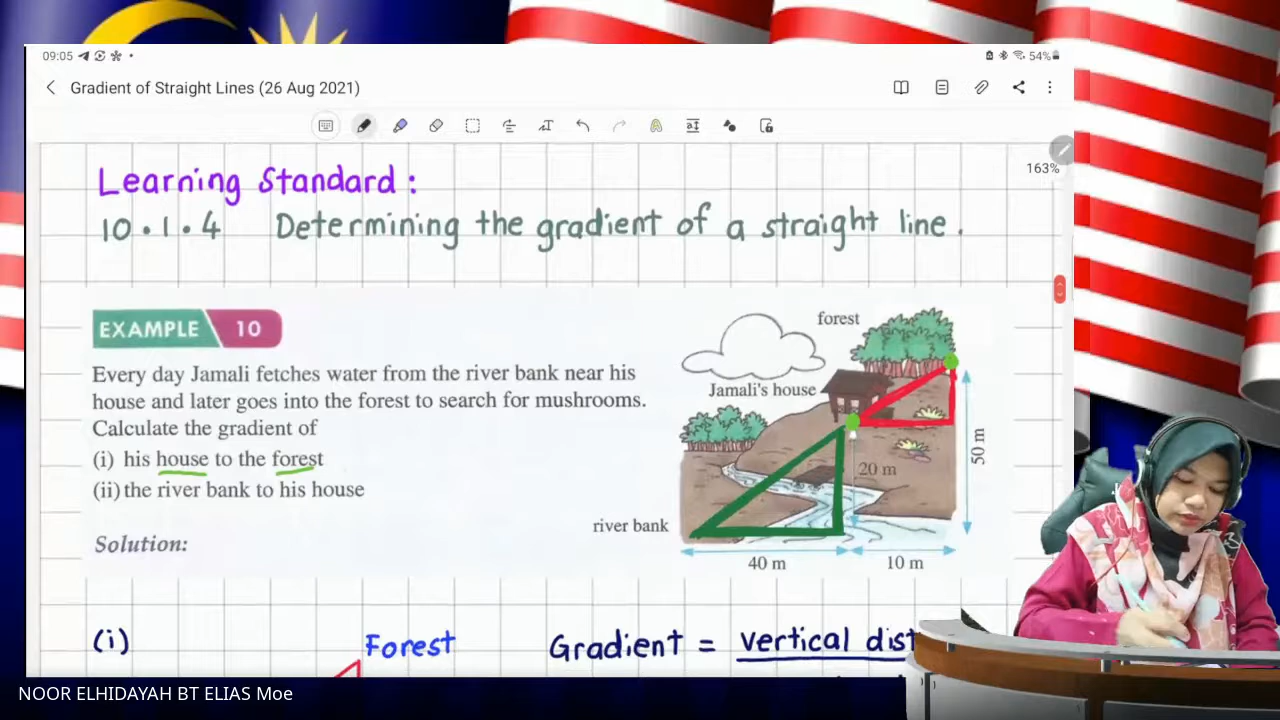 09:05
54%
Gradient of Straight Lines (26 Aug 2021)
163%
Learning Standard:
10.1.4 Determining the gradient of a straight line.
EXAMPLE 10
Every day Jamali fetches water from the river bank near his
house and later goes into the forest to search for mushrooms.
Calculate the gradient of
(i) his house to the forest
(ii) the river bank to his house
Solution:
forest
Jamali's house
20 m
50 m
river bank
40 m
10 m
(i)
Forest
Gradient = vertical dist
NOOR ELHIDAYAH BT ELIAS Moe